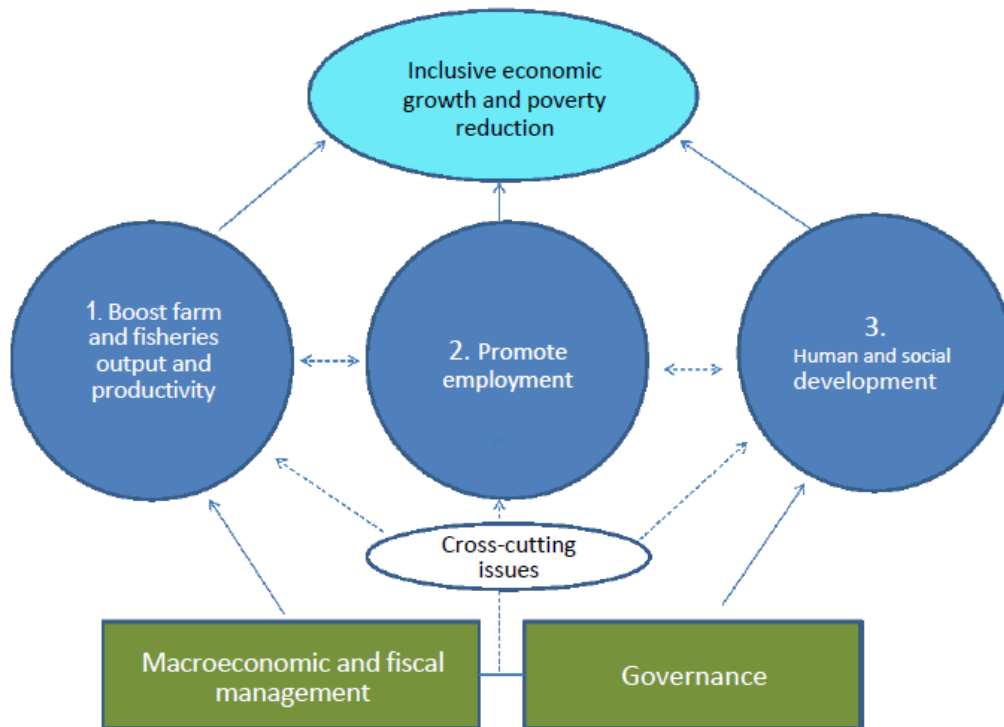 Inclusive economic
growth and poverty
reduction
1. Boost farm
and fisheries
output and
productivity
2. Promote
employment
3.
Human and social
development
Cross-cutting
issues
Macroeconomic and fiscal
management
Governance